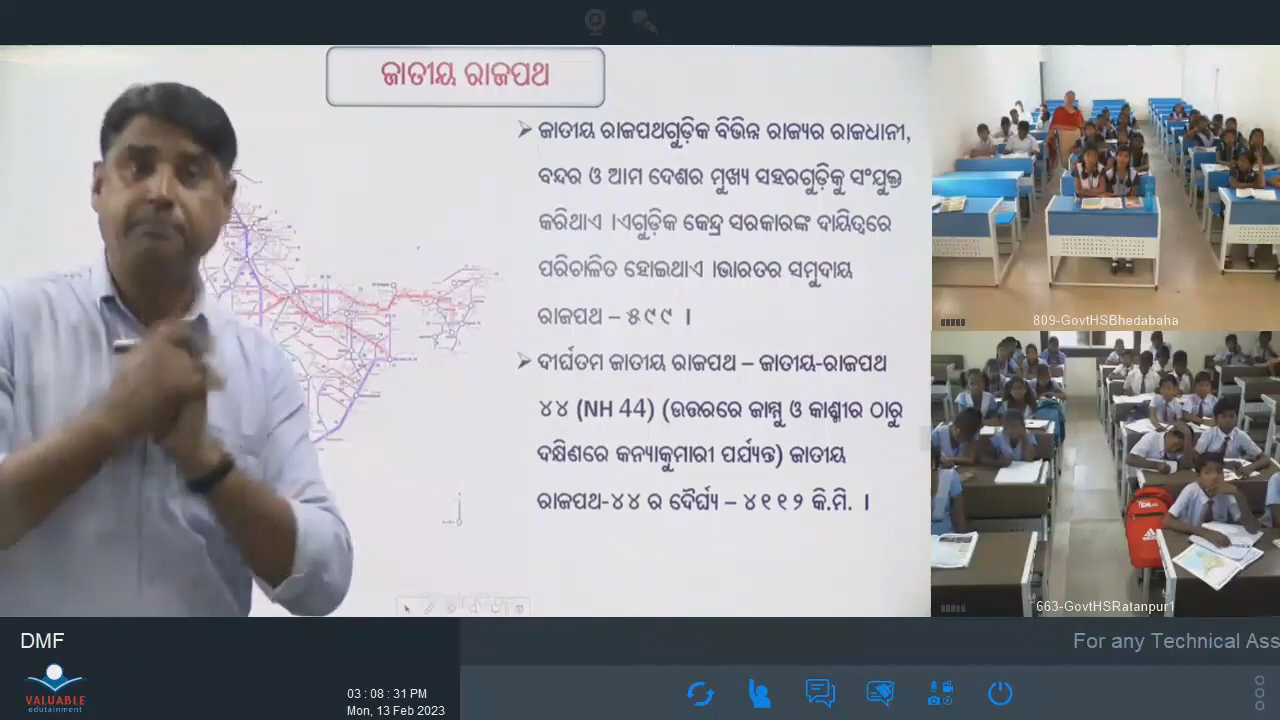 ଜାତୀୟ ରାଜପଥ
➢ ଜାତୀୟ ରାଜପଥଗୁଡ଼ିକ ବିଭିନ୍ନ ରାଜ୍ୟର ରାଜଧାନୀ,
ବନ୍ଦର ଓ ଆମ ଦେଶର ମୁଖ୍ୟ ସହରଗୁଡ଼ିକୁ ସଂଯୁକ୍ତ
କରିଥାଏ ।ଏଗୁଡ଼ିକ କେନ୍ଦ୍ର ସରକାରଙ୍କ ଦାୟିତ୍ବରେ
ପରିଚାଳିତ ହୋଇଥାଏ ।ଭାରତର ସମୁଦାୟ
ରାଜପଥ – ୫୯୯ ।
➢ ଦୀର୍ଘତମ ଜାତୀୟ ରାଜପଥ – ଜାତୀୟ-ରାଜପଥ
୪୪ (NH 44) (ଉତ୍ତରରେ ଜାମ୍ମୁ ଓ କାଶ୍ମୀର ଠାରୁ
ଦକ୍ଷିଣରେ କନ୍ୟାକୁମାରୀ ପର୍ଯ୍ୟନ୍ତ) ଜାତୀୟ
ରାଜପଥ-୪୪ ର ଦୈର୍ଘ୍ୟ – ୪୧୧୨ କି.ମି. ।
809-GovtHSBhedabaha
663-GovtHSRatanpur1
DMF
For any Technical Ass
VALUABLE
edutainment
03 : 08 : 31 PM
Mon, 13 Feb 2023